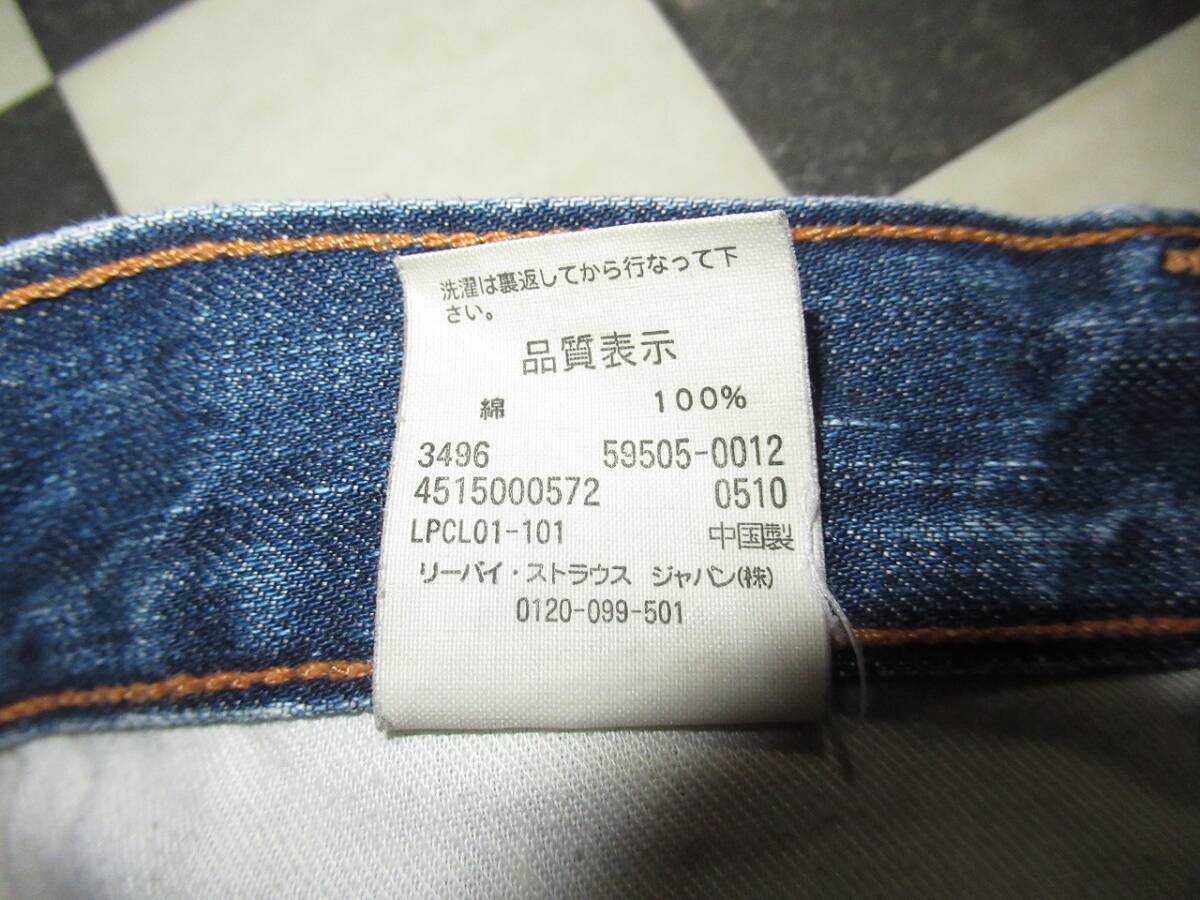 洗濯は裏返してから行なって下
さい。
品質表示
綿 100%
3496 59505-0012
4515000572 0510
LPCL01-101 中国製
リーバイ・ストラウス ジャパン(株)
0120-099-501